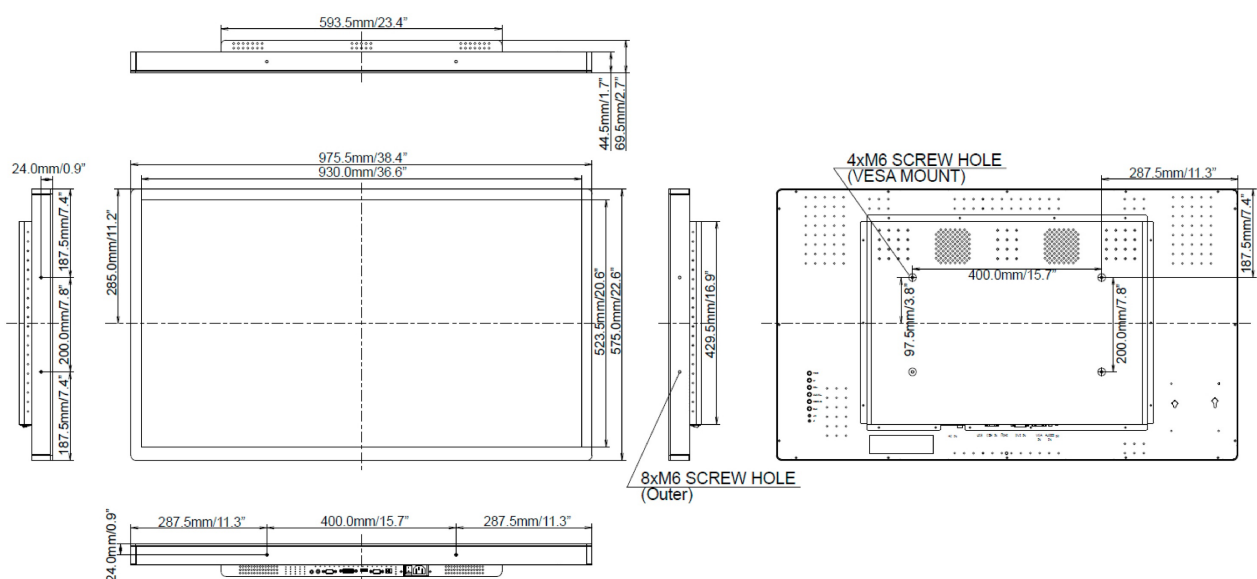 593.5mm/23.4”
44.5mm/1.7”
69.5mm/2.7”
24.0mm/0.9”
187.5mm/7.4”
200.0mm/7.8”
187.5mm/7.4”
975.5mm/38.4”
930.0mm/36.6”
285.0mm/11.2”
523.5mm/20.6”
575.0mm/22.6”
429.5mm/16.9”
8xM6 SCREW HOLE
(Outer)
4xM6 SCREW HOLE
(VESA MOUNT)
287.5mm/11.3”
187.5mm/7.4”
400.0mm/15.7”
97.5mm/3.8”
200.0mm/7.8”
287.5mm/11.3”
400.0mm/15.7”
287.5mm/11.3”
24.0mm/0.9”